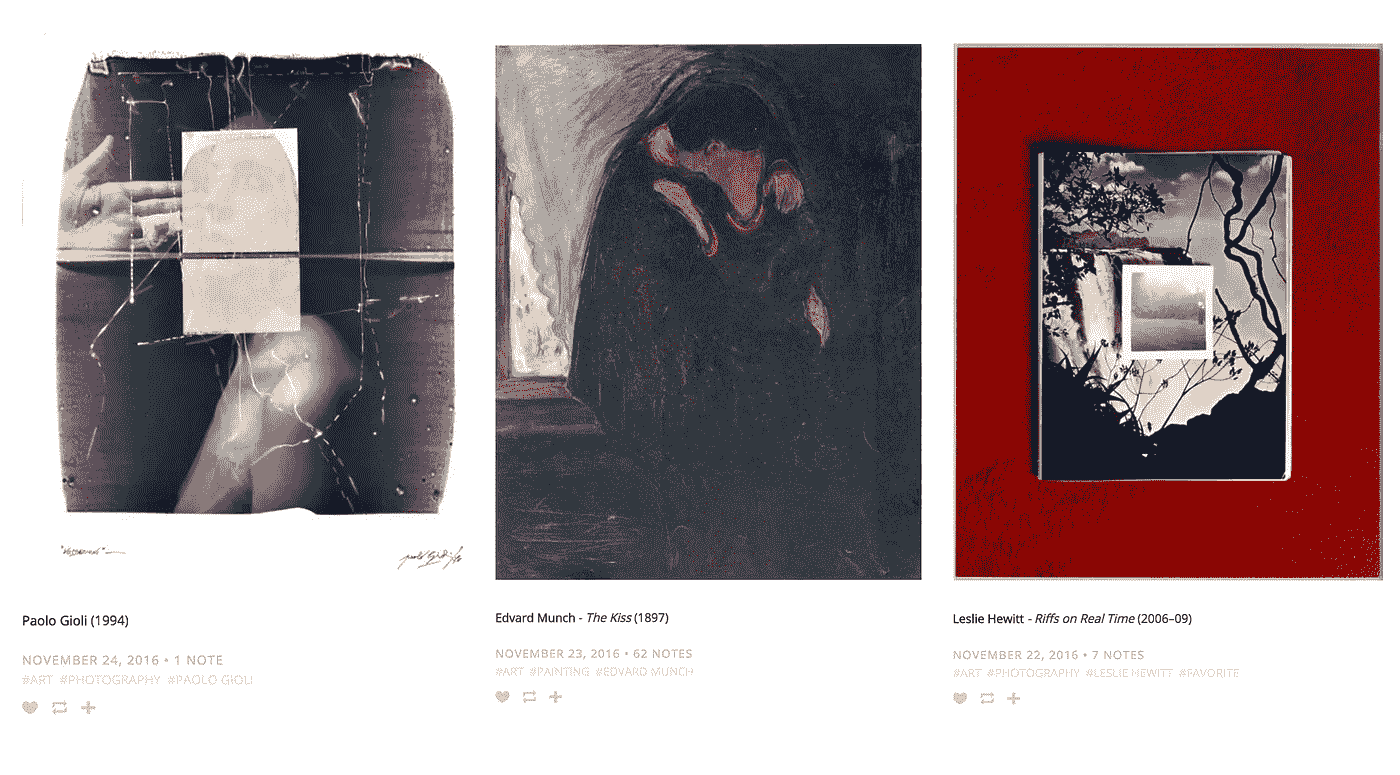 Paolo Gioli (1994)
NOVEMBER 24, 2016 • 1 NOTE
#ART #PHOTOGRAPHY #PAOLO GIOLI
Edvard Munch - The Kiss (1897)
NOVEMBER 23, 2016 • 62 NOTES
#ART #PAINTING #EDVARD MUNCH
Leslie Hewitt - Riffs on Real Time (2006–09)
NOVEMBER 22, 2016 • 7 NOTES
#ART #PHOTOGRAPHY #LESLIE HEWITT #FAVORITE